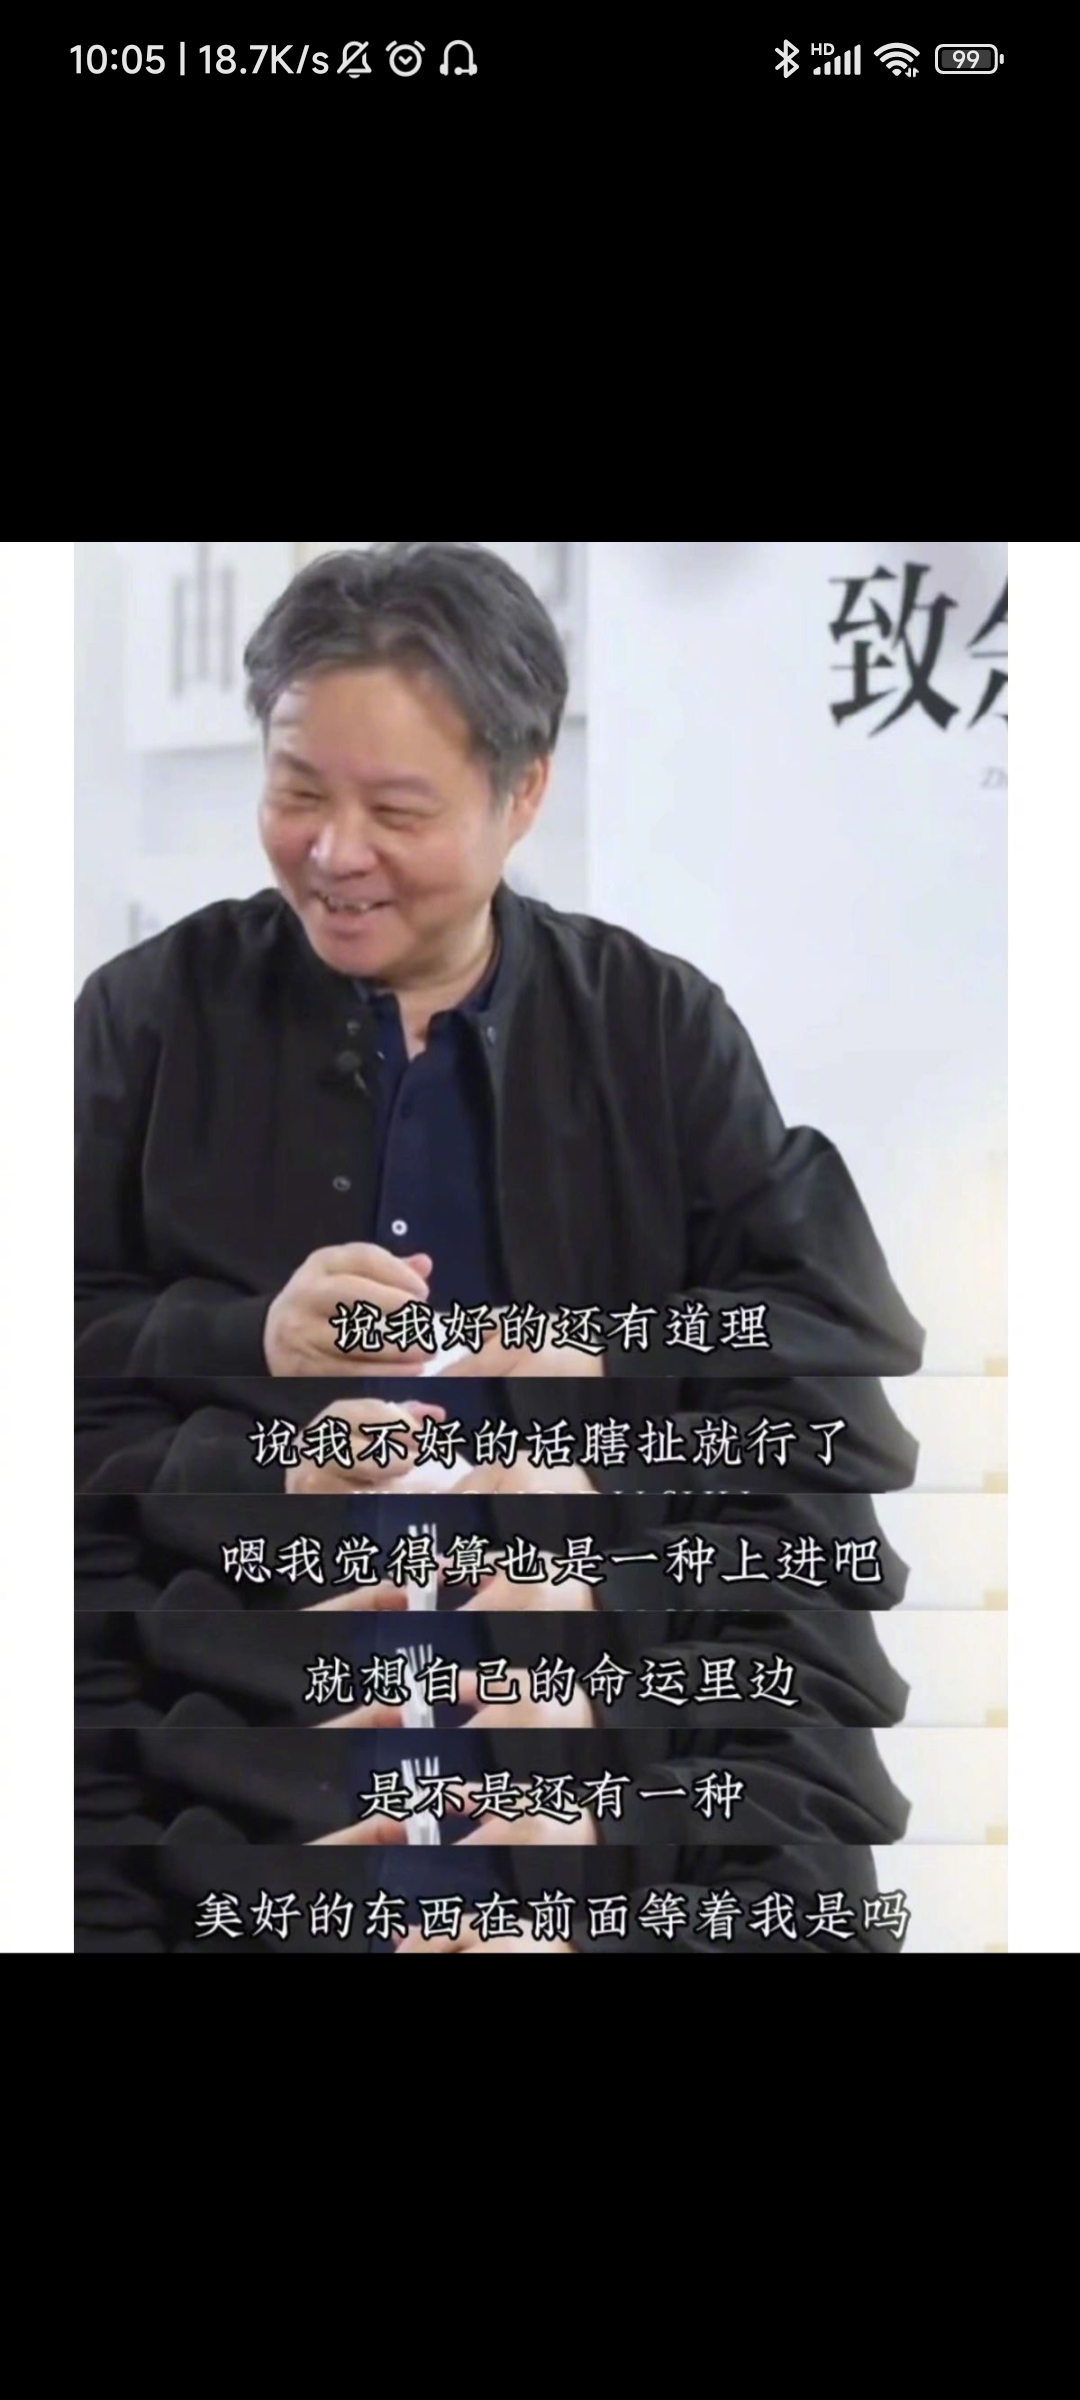 10:05 | 18.7K/s
HD
99
致
说我好的还有道理
说我不好的话瞎扯就行了
嗯我觉得算也是一种上进吧
就想自己的命运里边
是不是还有一种
美好的东西在前面等着我是吗